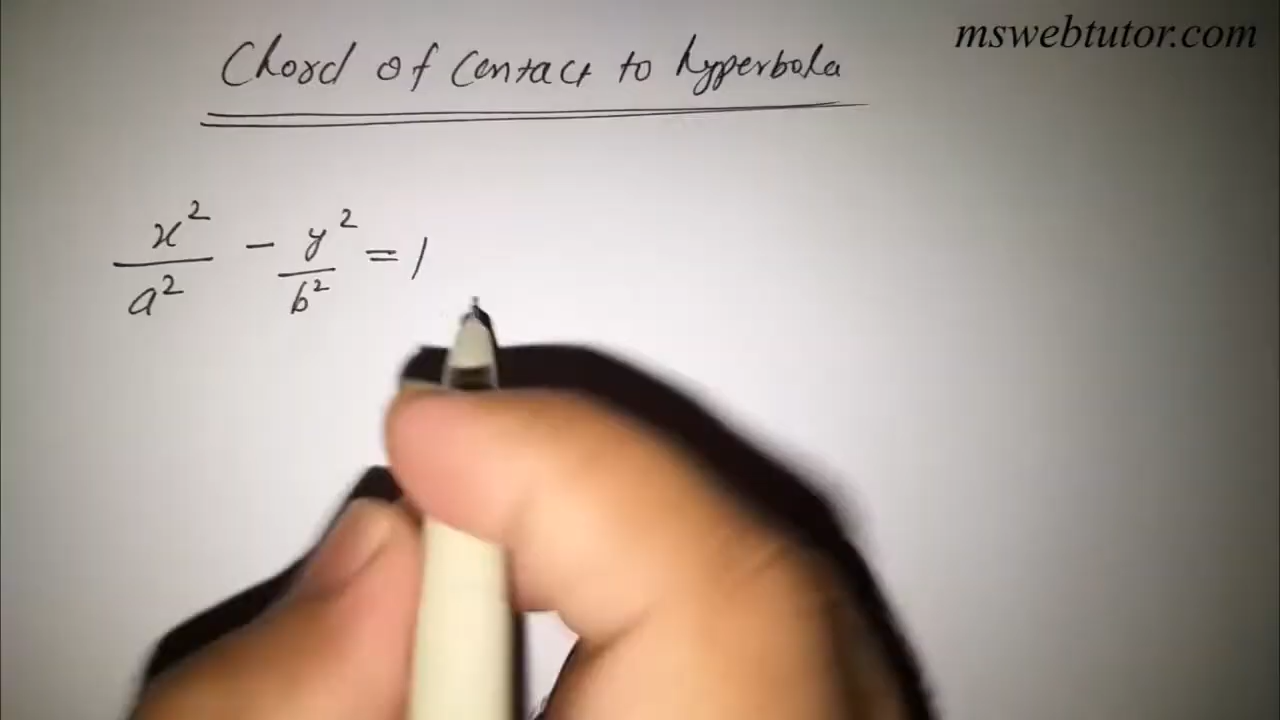 mswebtutor.com
Chord of Contact to hyperbola
x²/a² - y²/b² = 1